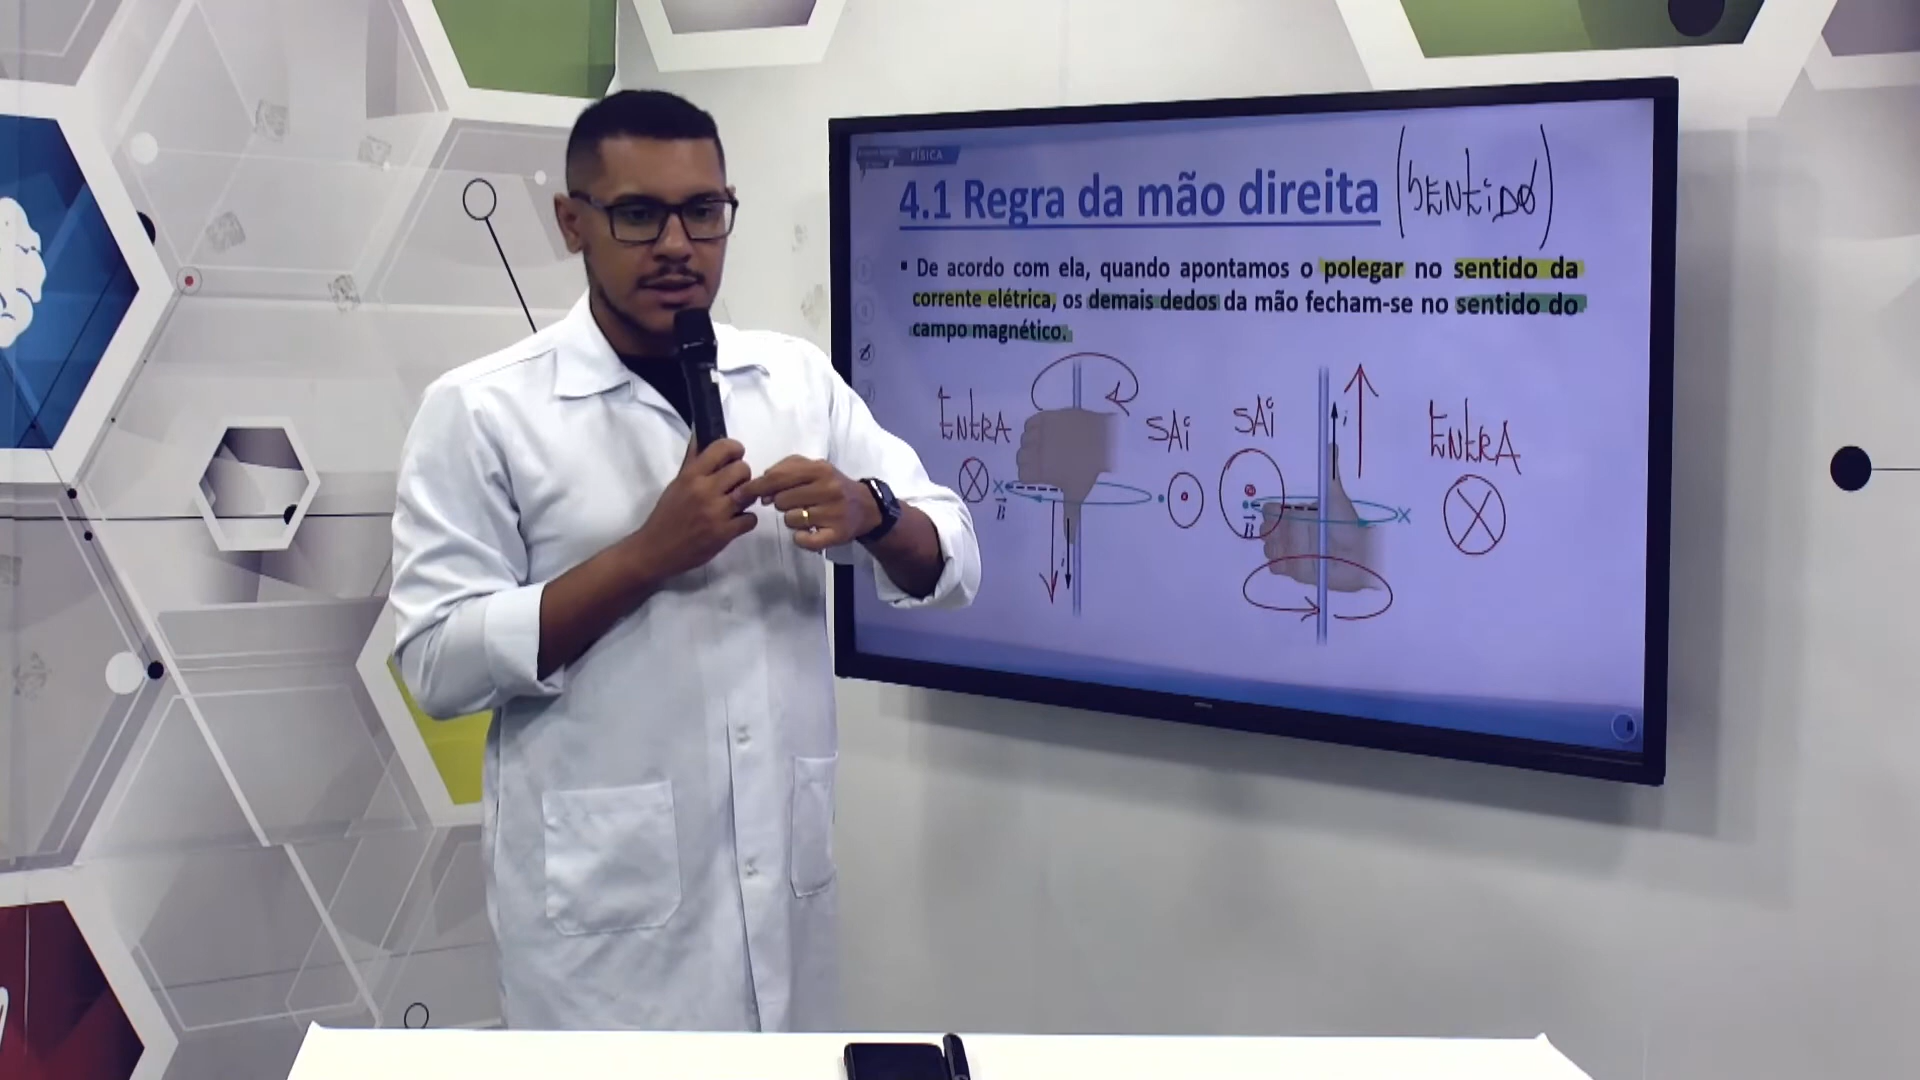 FÍSICA
4.1 Regra da mão direita (SENTIDO)
▪ De acordo com ela, quando apontamos o polegar no sentido da
corrente elétrica, os demais dedos da mão fecham-se no sentido do
campo magnético.
ENTRA SAI SAI ENTRA
i
X B X
B
i